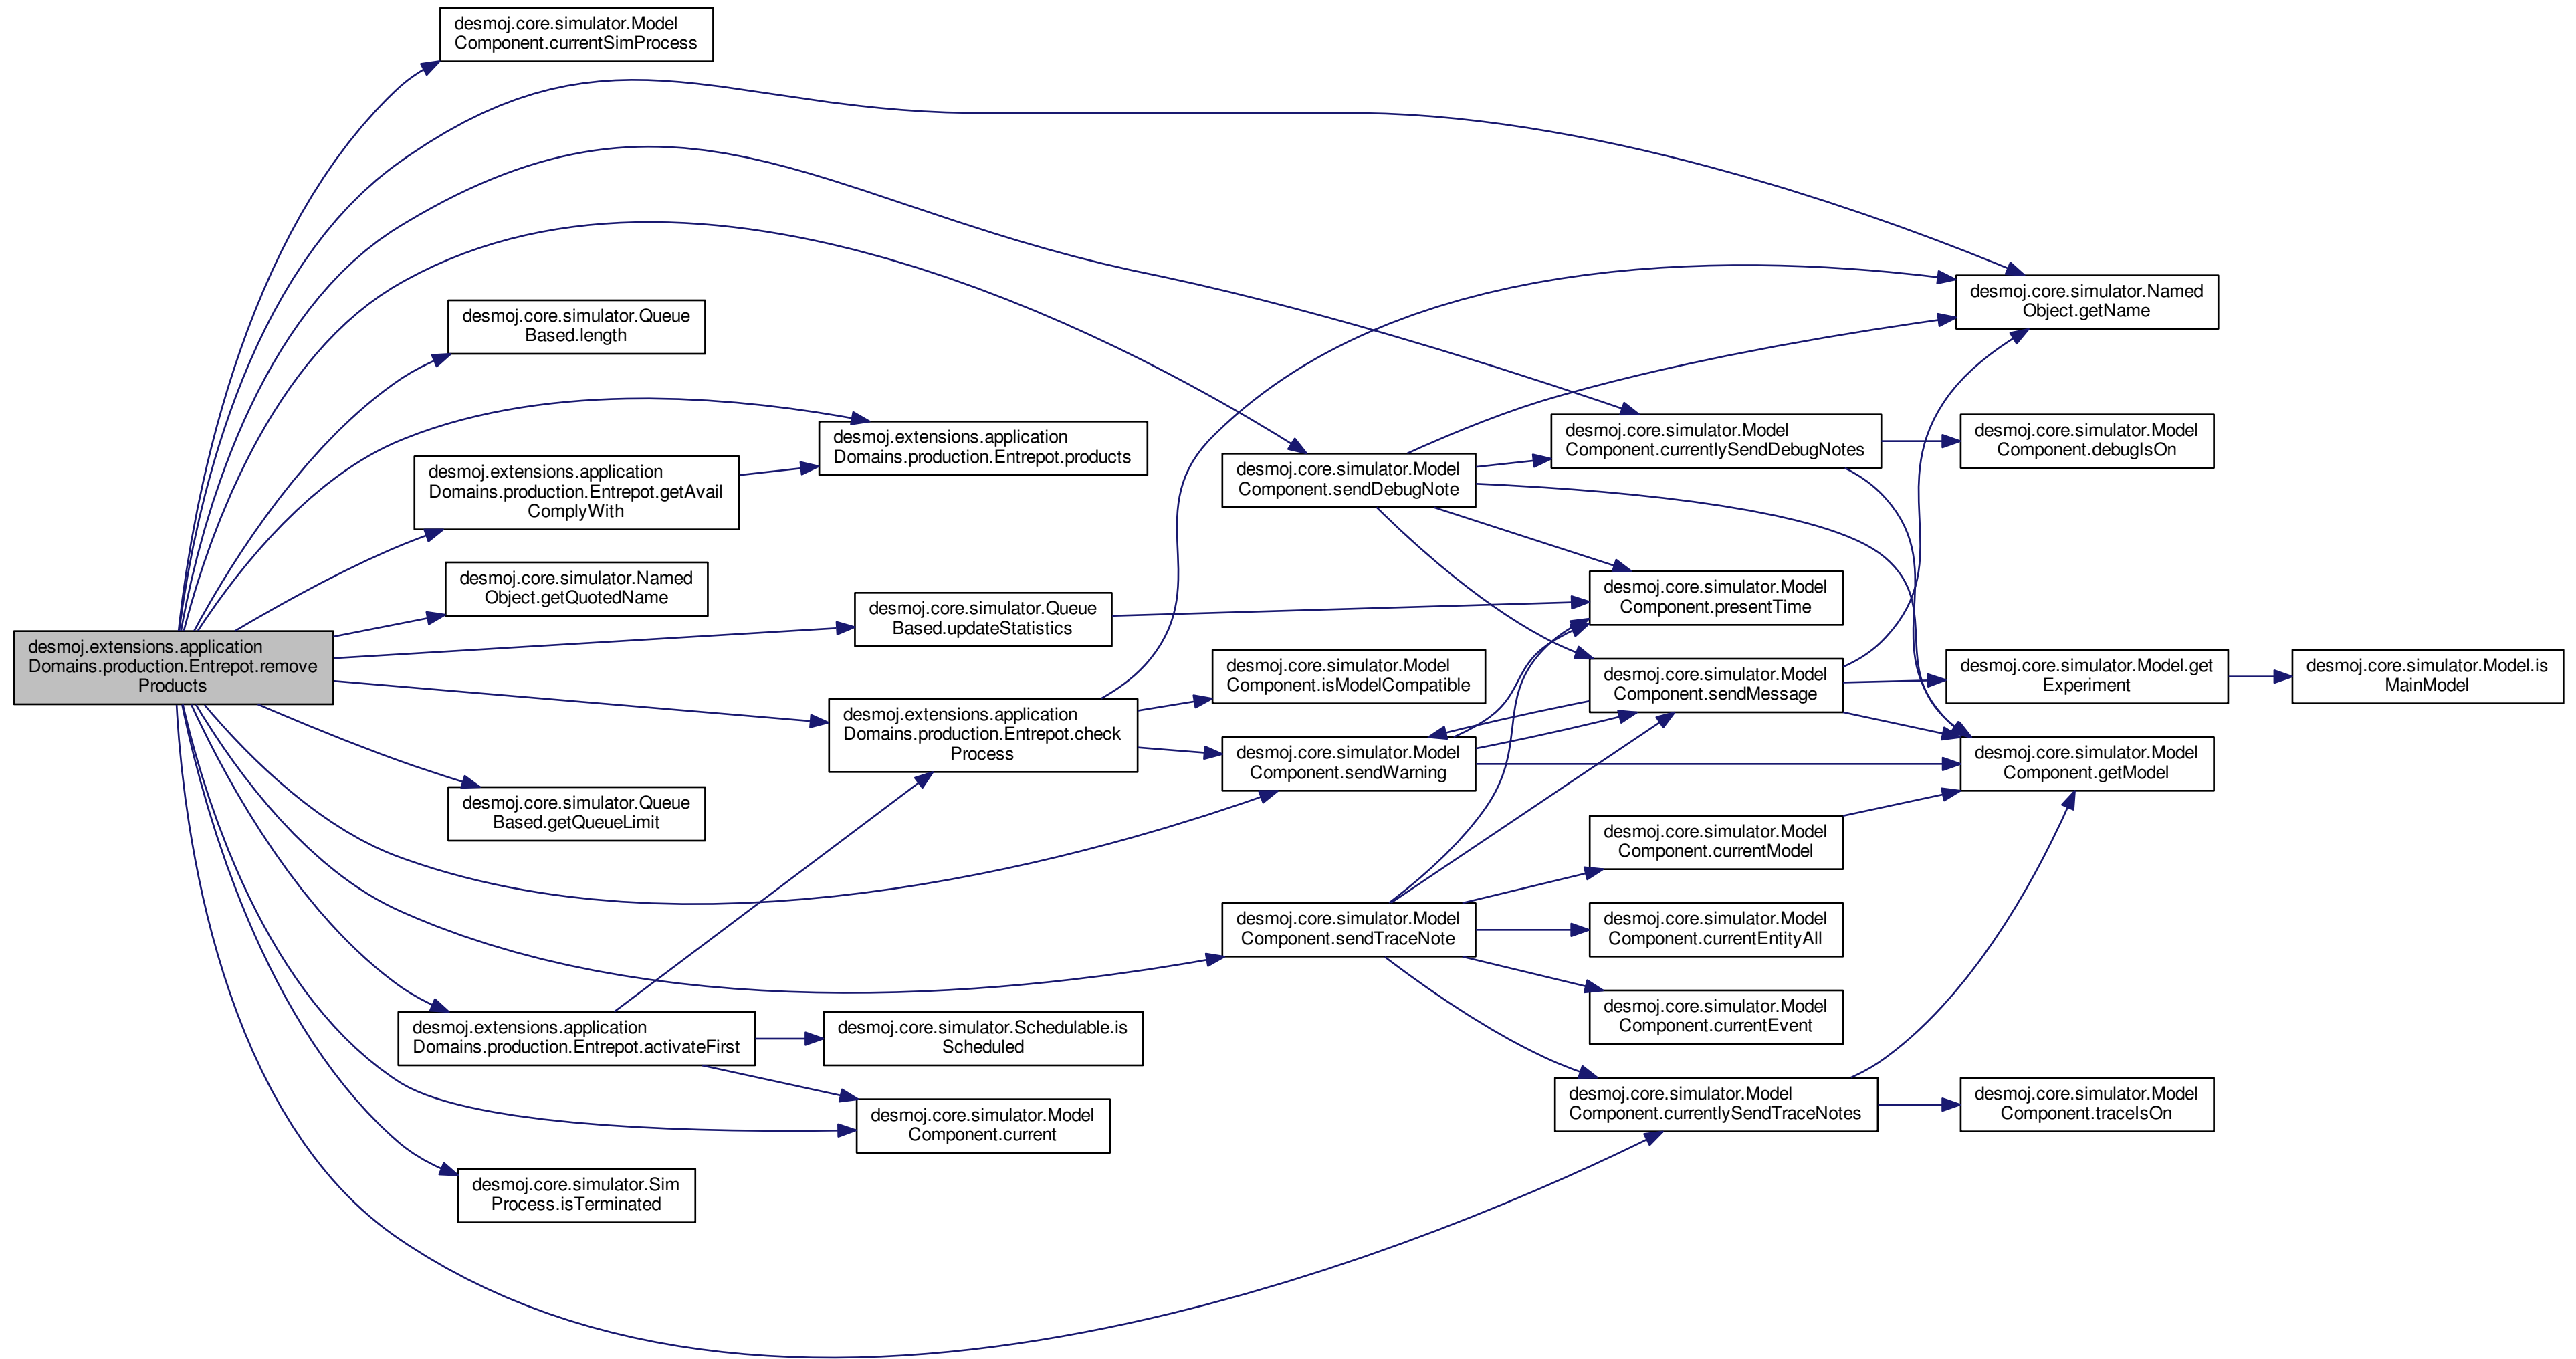 desmoj.core.simulator.Model
Component.currentSimProcess
desmoj.core.simulator.Named
Object.getName
desmoj.core.simulator.Queue
Based.length
desmoj.extensions.application
Domains.production.Entrepot.products
desmoj.core.simulator.Model
Component.currentlySendDebugNotes
desmoj.core.simulator.Model
Component.debugIsOn
desmoj.extensions.application
Domains.production.Entrepot.getAvail
ComplyWith
desmoj.core.simulator.Model
Component.sendDebugNote
desmoj.core.simulator.Named
Object.getQuotedName
desmoj.core.simulator.Model
Component.presentTime
desmoj.core.simulator.Queue
Based.updateStatistics
desmoj.extensions.application
Domains.production.Entrepot.remove
Products
desmoj.core.simulator.Model
Component.isModelCompatible
desmoj.core.simulator.Model
Component.sendMessage
desmoj.core.simulator.Model.get
Experiment
desmoj.core.simulator.Model.is
MainModel
desmoj.extensions.application
Domains.production.Entrepot.check
Process
desmoj.core.simulator.Model
Component.sendWarning
desmoj.core.simulator.Model
Component.getModel
desmoj.core.simulator.Queue
Based.getQueueLimit
desmoj.core.simulator.Model
Component.currentModel
desmoj.core.simulator.Model
Component.sendTraceNote
desmoj.core.simulator.Model
Component.currentEntityAll
desmoj.core.simulator.Model
Component.currentEvent
desmoj.extensions.application
Domains.production.Entrepot.activateFirst
desmoj.core.simulator.Schedulable.is
Scheduled
desmoj.core.simulator.Model
Component.currentlySendTraceNotes
desmoj.core.simulator.Model
Component.traceIsOn
desmoj.core.simulator.Model
Component.current
desmoj.core.simulator.Sim
Process.isTerminated